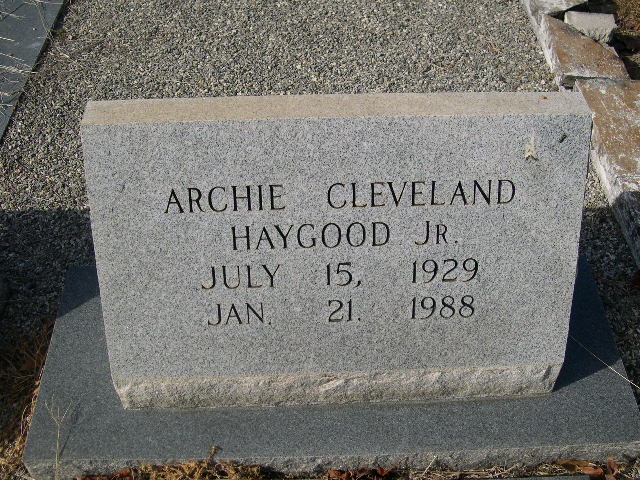 ARCHIE CLEVELAND
HAYGOOD JR.
JULY 15, 1929
JAN. 21. 1988